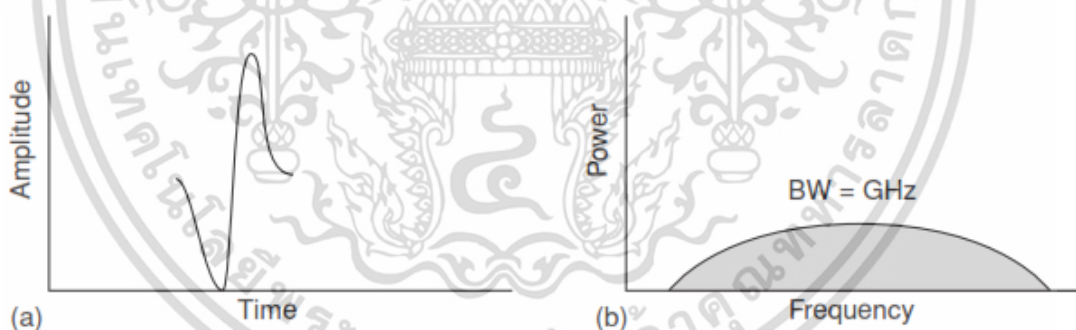 Amplitude
Time
(a)
Power
BW = GHz
Frequency
(b)